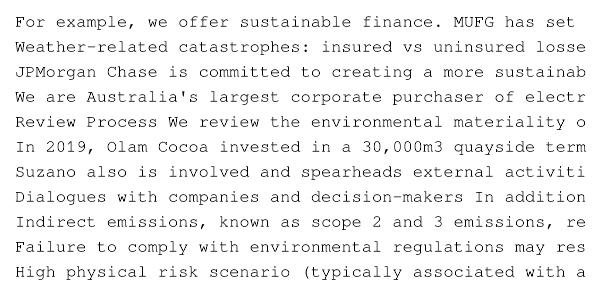 For example, we offer sustainable finance. MUFG has set
Weather-related catastrophes: insured vs uninsured losse
JPMorgan Chase is committed to creating a more sustainab
We are Australia's largest corporate purchaser of electr
Review Process We review the environmental materiality o
In 2019, Olam Cocoa invested in a 30,000m3 quayside term
Suzano also is involved and spearheads external activiti
Dialogues with companies and decision-makers In addition
Indirect emissions, known as scope 2 and 3 emissions, re
Failure to comply with environmental regulations may res
High physical risk scenario (typically associated with a